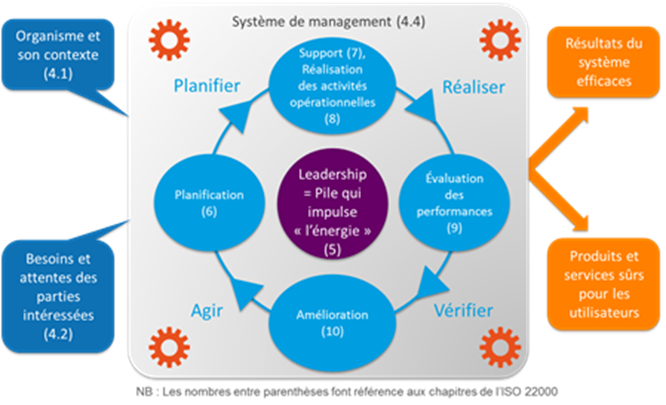 Système de management (4.4)
Organisme et
son contexte
(4.1)
Planifier
Support (7),
Réalisation
des activités
opérationnelles
(8)
Réaliser
Résultats du
système
efficaces
Planification
(6)
Leadership
= Pile qui
impulse
« l’énergie »
(5)
Évaluation
des
performances
(9)
Besoins et
attentes des
parties
intéressées
(4.2)
Agir
Amélioration
(10)
Vérifier
Produits et
services sûrs
pour les
utilisateurs
NB : Les nombres entre parenthèses font référence aux chapitres de l’ISO 22000